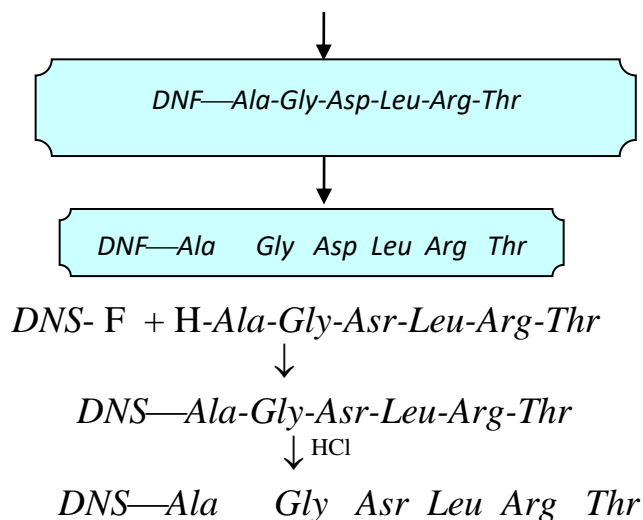 DNF—Ala-Gly-Asp-Leu-Arg-Thr
DNF—Ala Gly Asp Leu Arg Thr
DNS- F + H-Ala-Gly-Asr-Leu-Arg-Thr
↓
DNS—Ala-Gly-Asr-Leu-Arg-Thr
↓ HCl
DNS—Ala Gly Asr Leu Arg Thr